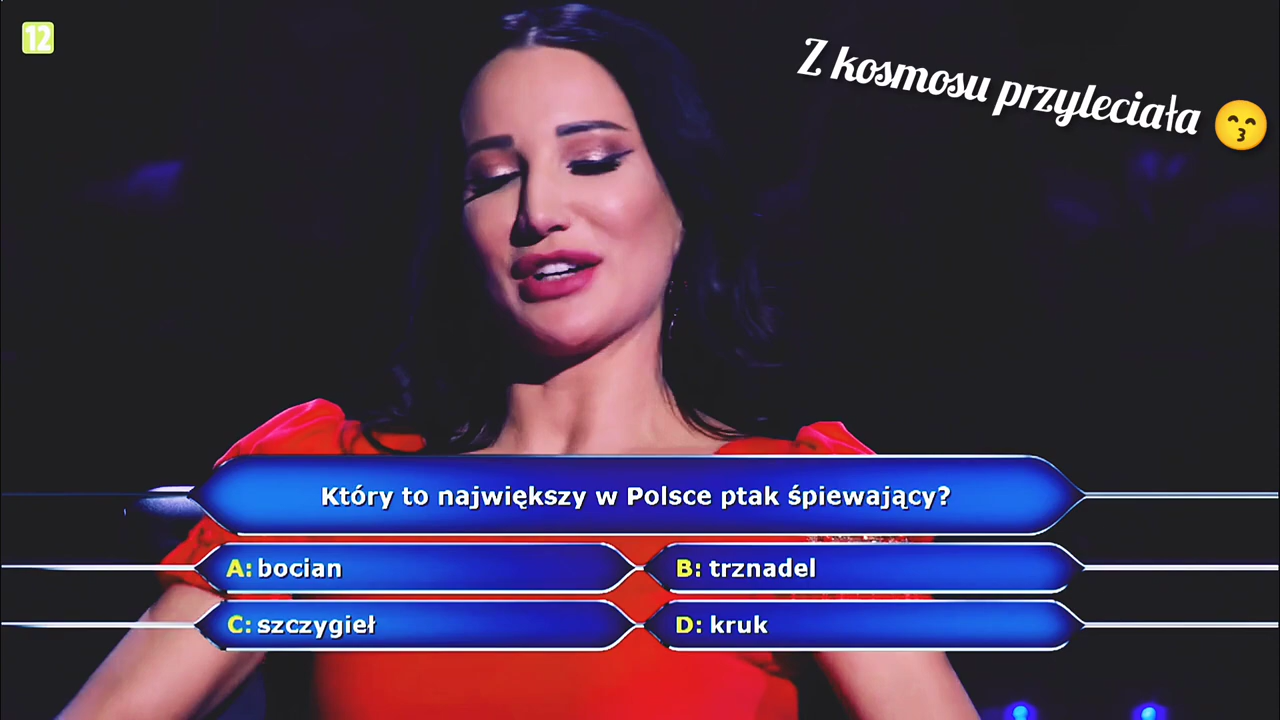 12
Z kosmosu przyleciała
Który to największy w Polsce ptak śpiewający?
A: bocian
B: trznadel
C: szczygieł
D: kruk